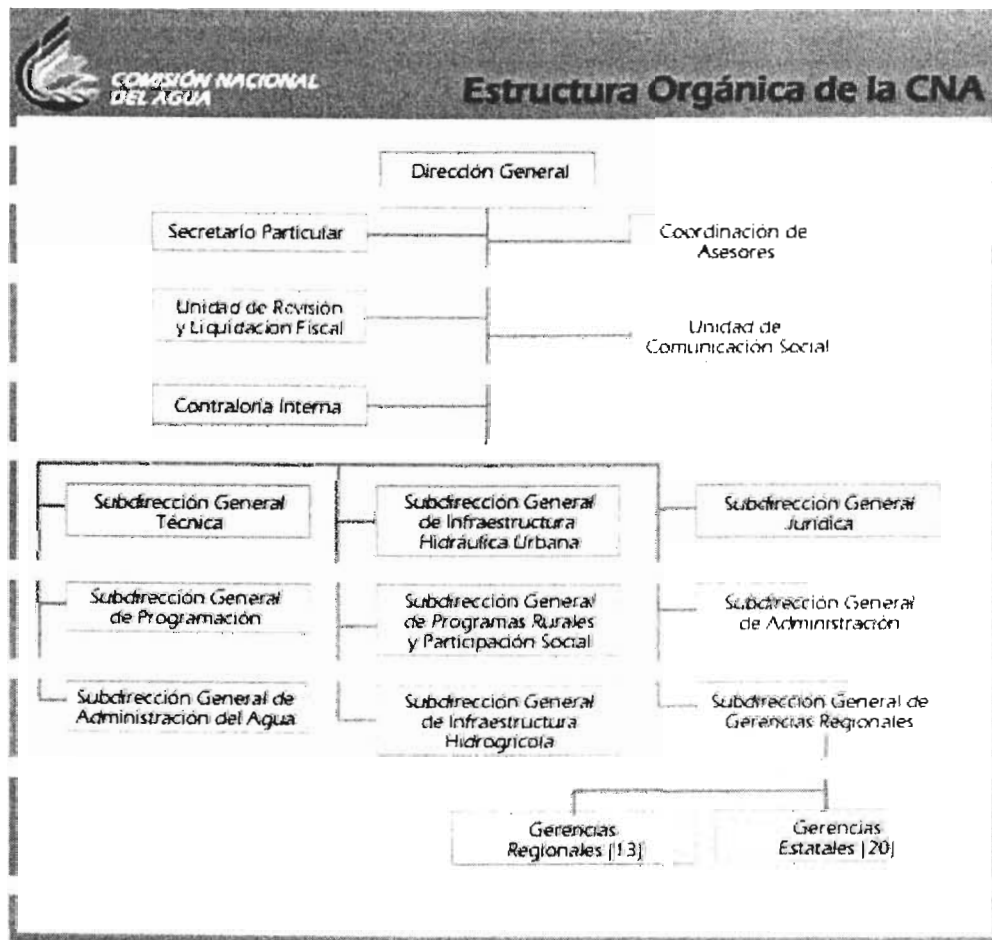 COMISIÓN NACIONAL
DEL AGUA
Estructura Orgánica de la CNA
Dirección General
Secretario Particular
Coordinación de
Asesores
Unidad de Revisión
y Liquidacion Fiscal
Unidad de
Comunicación Social
Contraloría Interna
Subdirección General
Técnica
Subdirección General
de Infraestructura
Hidráulica Urbana
Subdirección General
Jurídica
Subdirección General
de Programación
Subdirección General
de Programas Rurales
y Participación Social
Subdirección General
de Administración
Subdirección General de
Administración del Agua
Subdirección General
de Infraestructura
Hidrogrícola
Subdirección General de
Gerencias Regionales
Gerencias
Regionales [13]
Gerencias
Estatales [20]